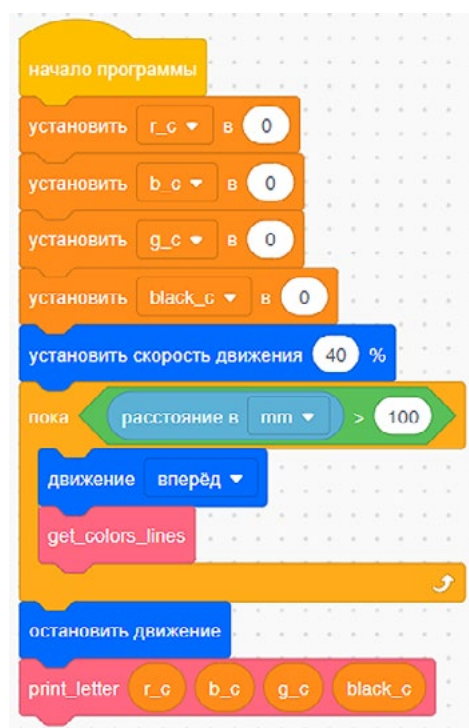 начало программы
установить r_c в 0
установить b_c в 0
установить g_c в 0
установить black_c в 0
установить скорость движения 40 %
пока расстояние в mm > 100
движение вперёд
get_colors_lines
остановить движение
print_letter r_c b_c g_c black_c